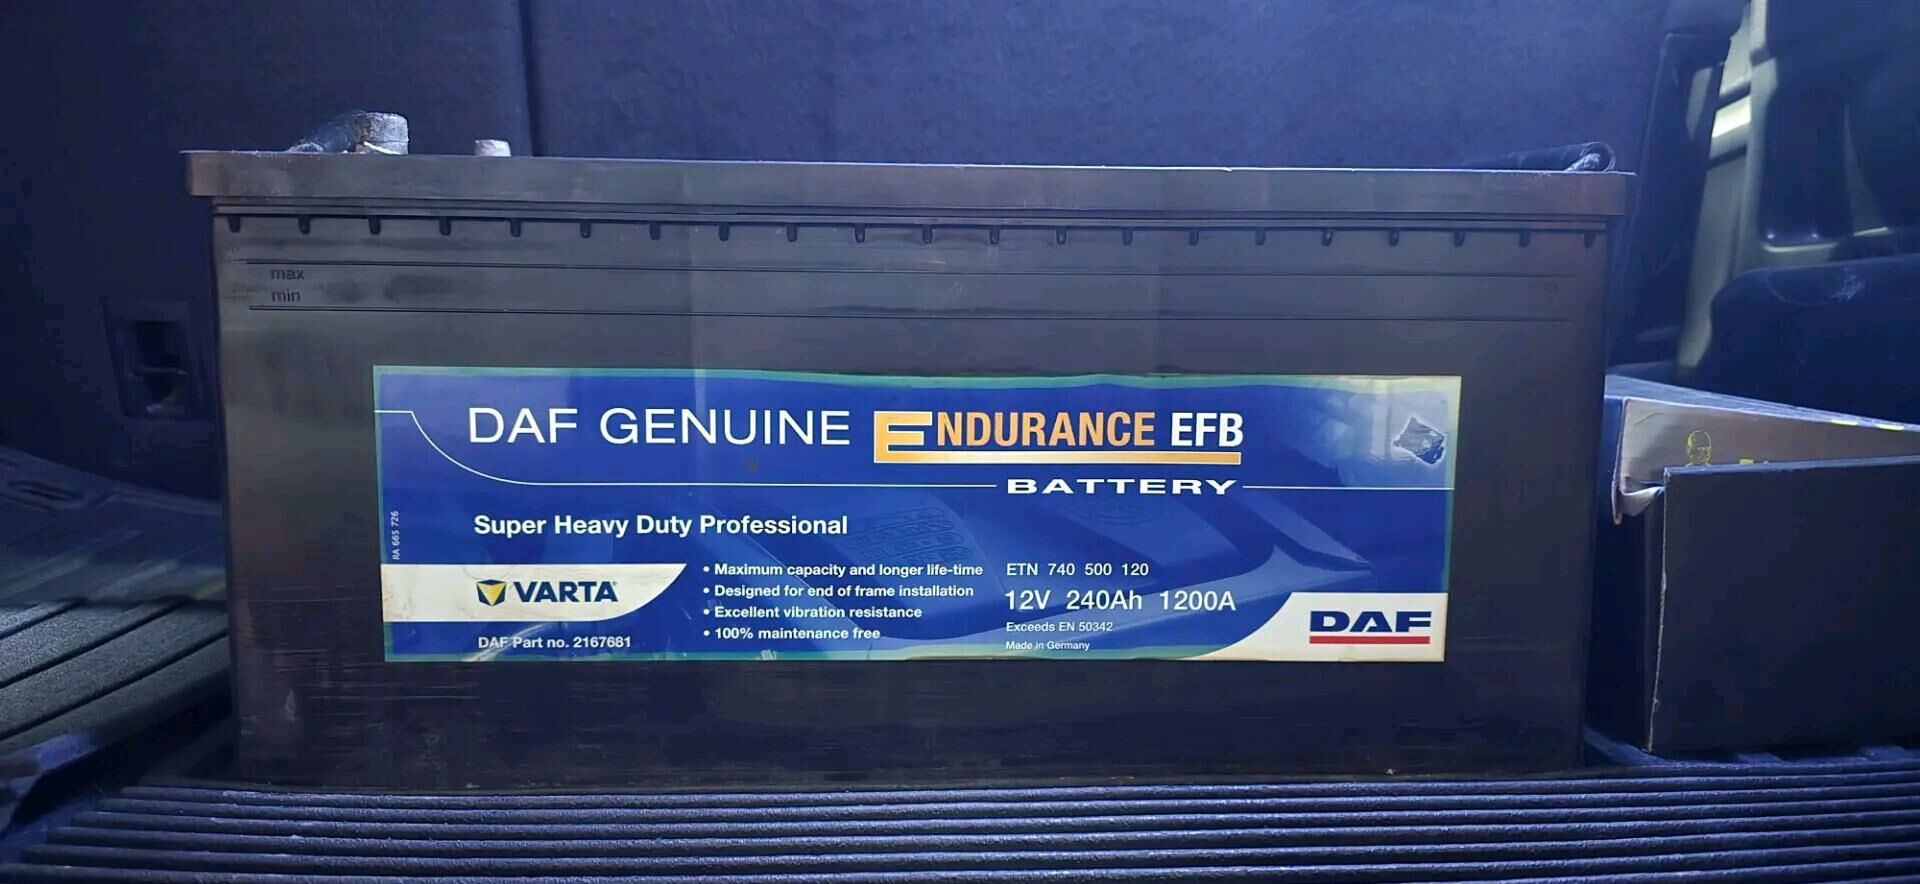 max
min
DAF GENUINE ENDURANCE EFB
BATTERY
Super Heavy Duty Professional
RA 665 726
VARTA
DAF Part no. 2167681
• Maximum capacity and longer life-time
• Designed for end of frame installation
• Excellent vibration resistance
• 100% maintenance free
ETN 740 500 120
12V 240Ah 1200A
Exceeds EN 50342
Made in Germany
DAF